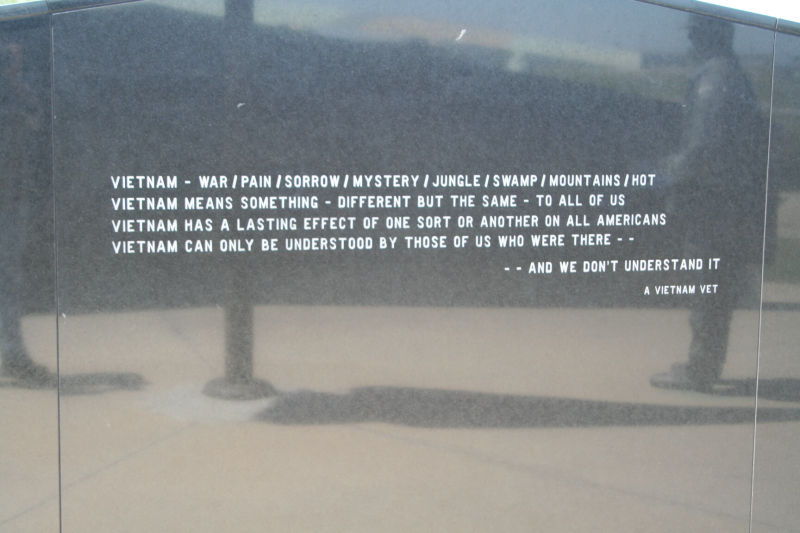 VIETNAM - WAR/PAIN/SORROW/MYSTERY/JUNGLE/SWAMP/MOUNTAINS/HOT
VIETNAM MEANS SOMETHING - DIFFERENT BUT THE SAME - TO ALL OF US
VIETNAM HAS A LASTING EFFECT OF ONE SORT OR ANOTHER ON ALL AMERICANS
VIETNAM CAN ONLY BE UNDERSTOOD BY THOSE OF US WHO WERE THERE - -
- - AND WE DON'T UNDERSTAND IT
A VIETNAM VET